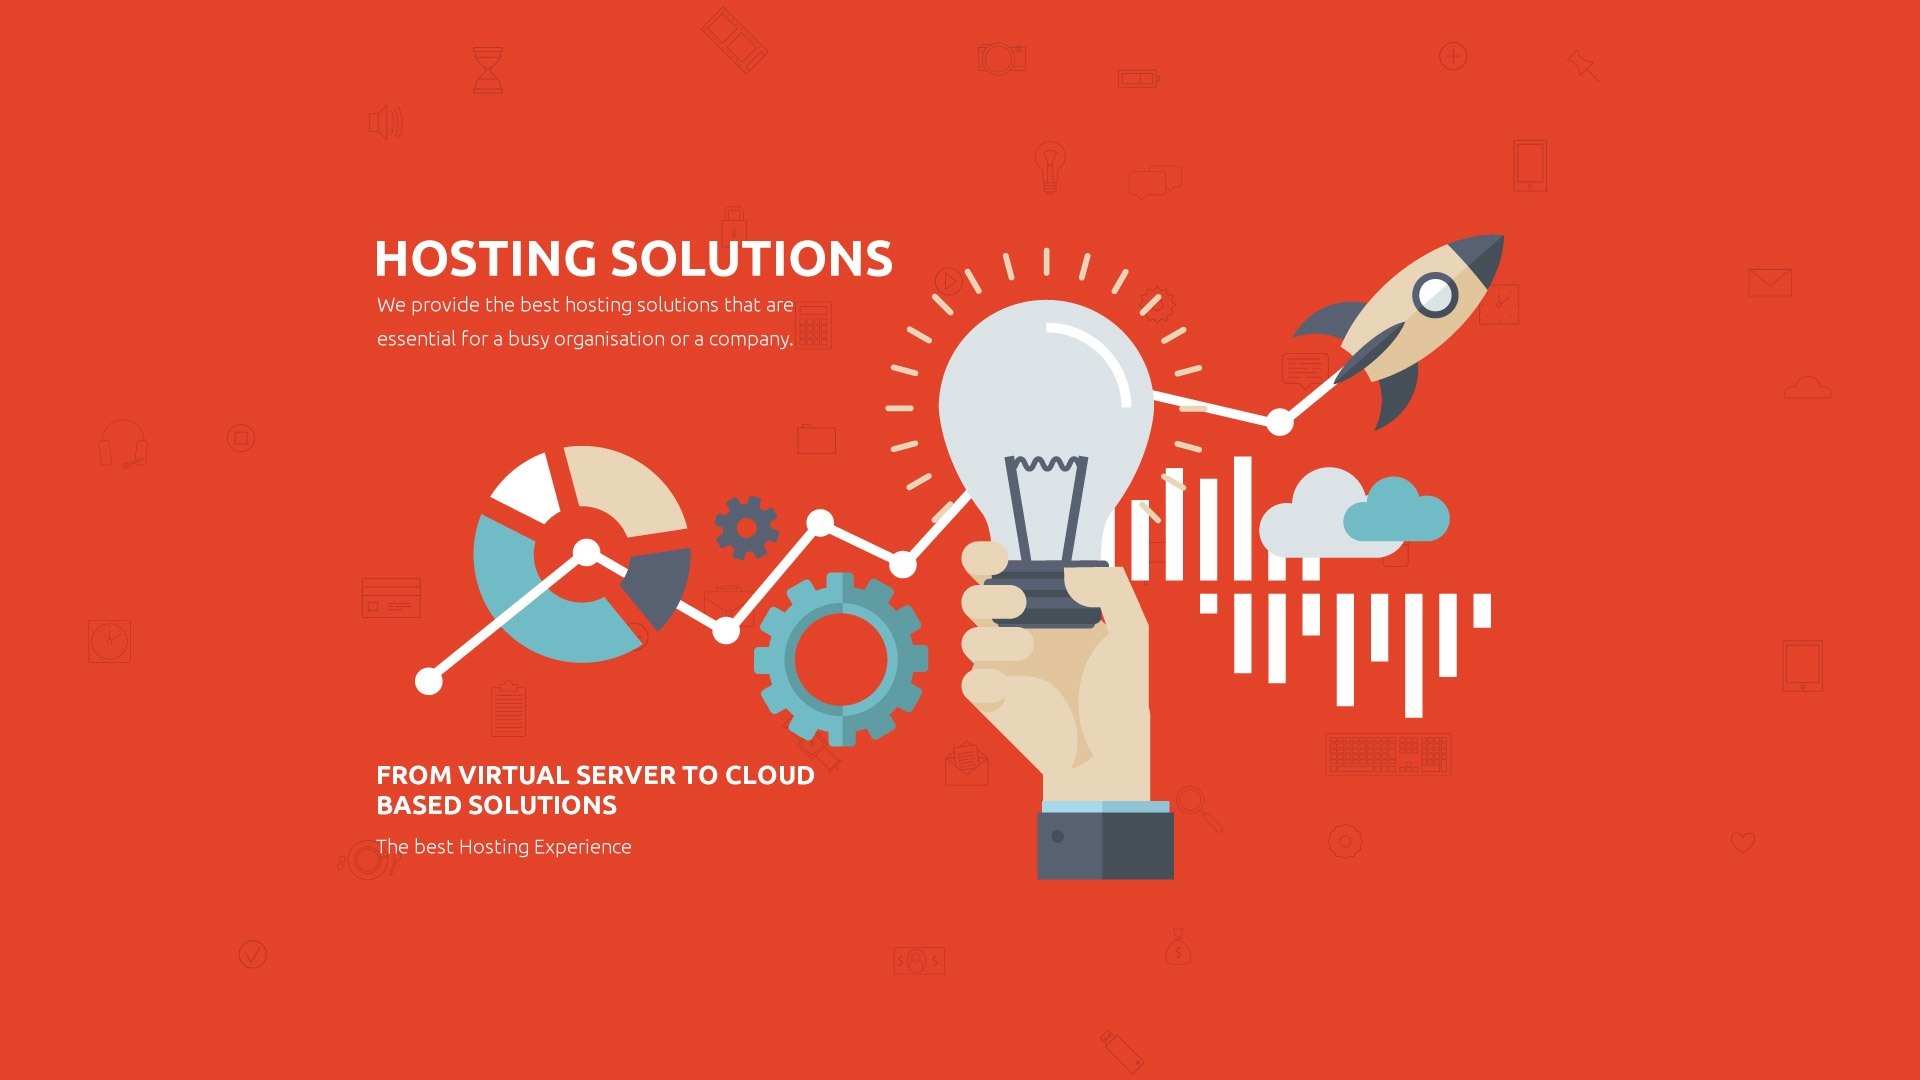 HOSTING SOLUTIONS
We provide the best hosting solutions that are
essential for a busy organisation or a company.
FROM VIRTUAL SERVER TO CLOUD
BASED SOLUTIONS
The best Hosting Experience